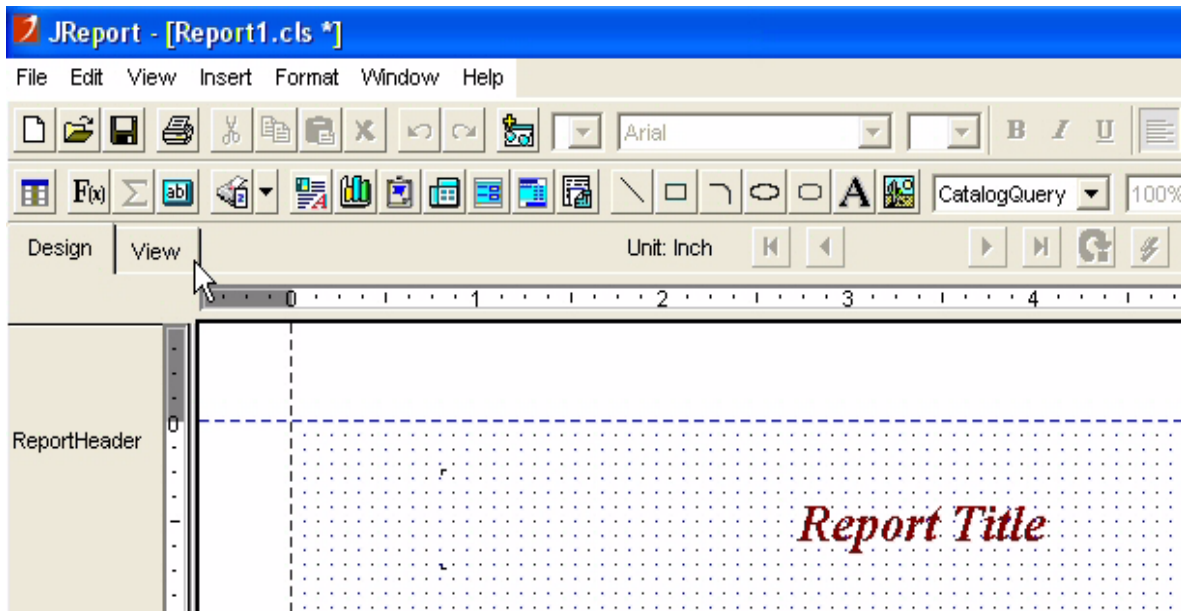 JReport - [Report1.cls *]
File Edit View Insert Format Window Help
Arial B I U
F(x) Σ ab A CatalogQuery 100%
Design View Unit: Inch
0 1 2 3 4
0
ReportHeader
Report Title